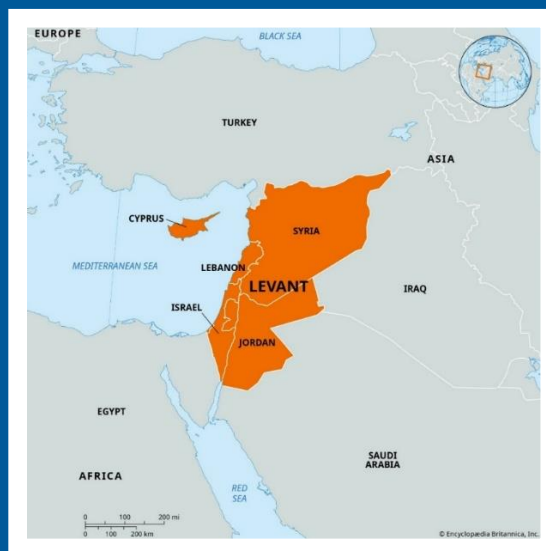 EUROPE
BLACK SEA
TURKEY
ASIA
CYPRUS
SYRIA
MEDITERRANEAN SEA
LEBANON
LEVANT
IRAQ
ISRAEL
JORDAN
EGYPT
SAUDI
ARABIA
AFRICA
RED
SEA
0 100 200 mi
0 100 200 km
© Encyclopædia Britannica, Inc.